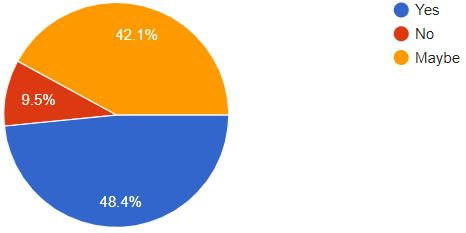 Yes
No
Maybe
42.1%
9.5%
48.4%